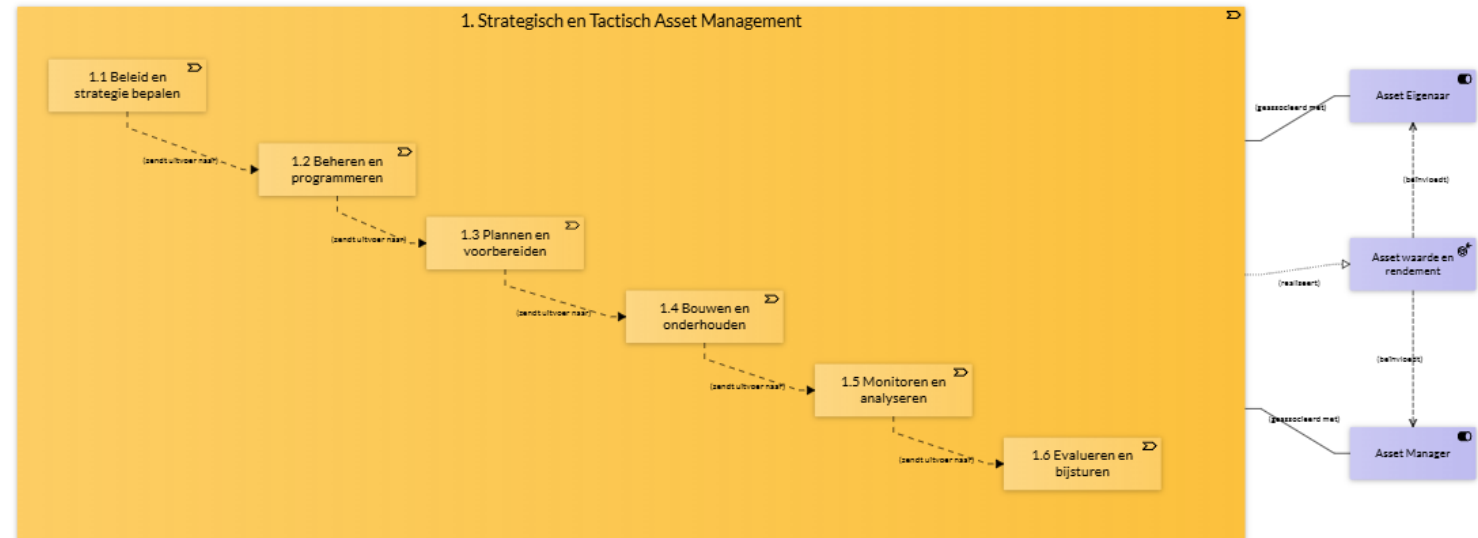 1. Strategisch en Tactisch Asset Management
1.1 Beleid en
strategie bepalen
(zendt uitvoer naar)
1.2 Beheren en
programmeren
(zendt uitvoer naar)
1.3 Plannen en
voorbereiden
(zendt uitvoer naar)
1.4 Bouwen en
onderhouden
(zendt uitvoer naar)
1.5 Monitoren en
analyseren
(zendt uitvoer naar)
1.6 Evalueren en
bijsturen
(geassocieerd met)
Asset Eigenaar
(beïnvloedt)
Asset waarde en
rendement
(realiseert)
(beïnvloedt)
(geassocieerd met)
Asset Manager